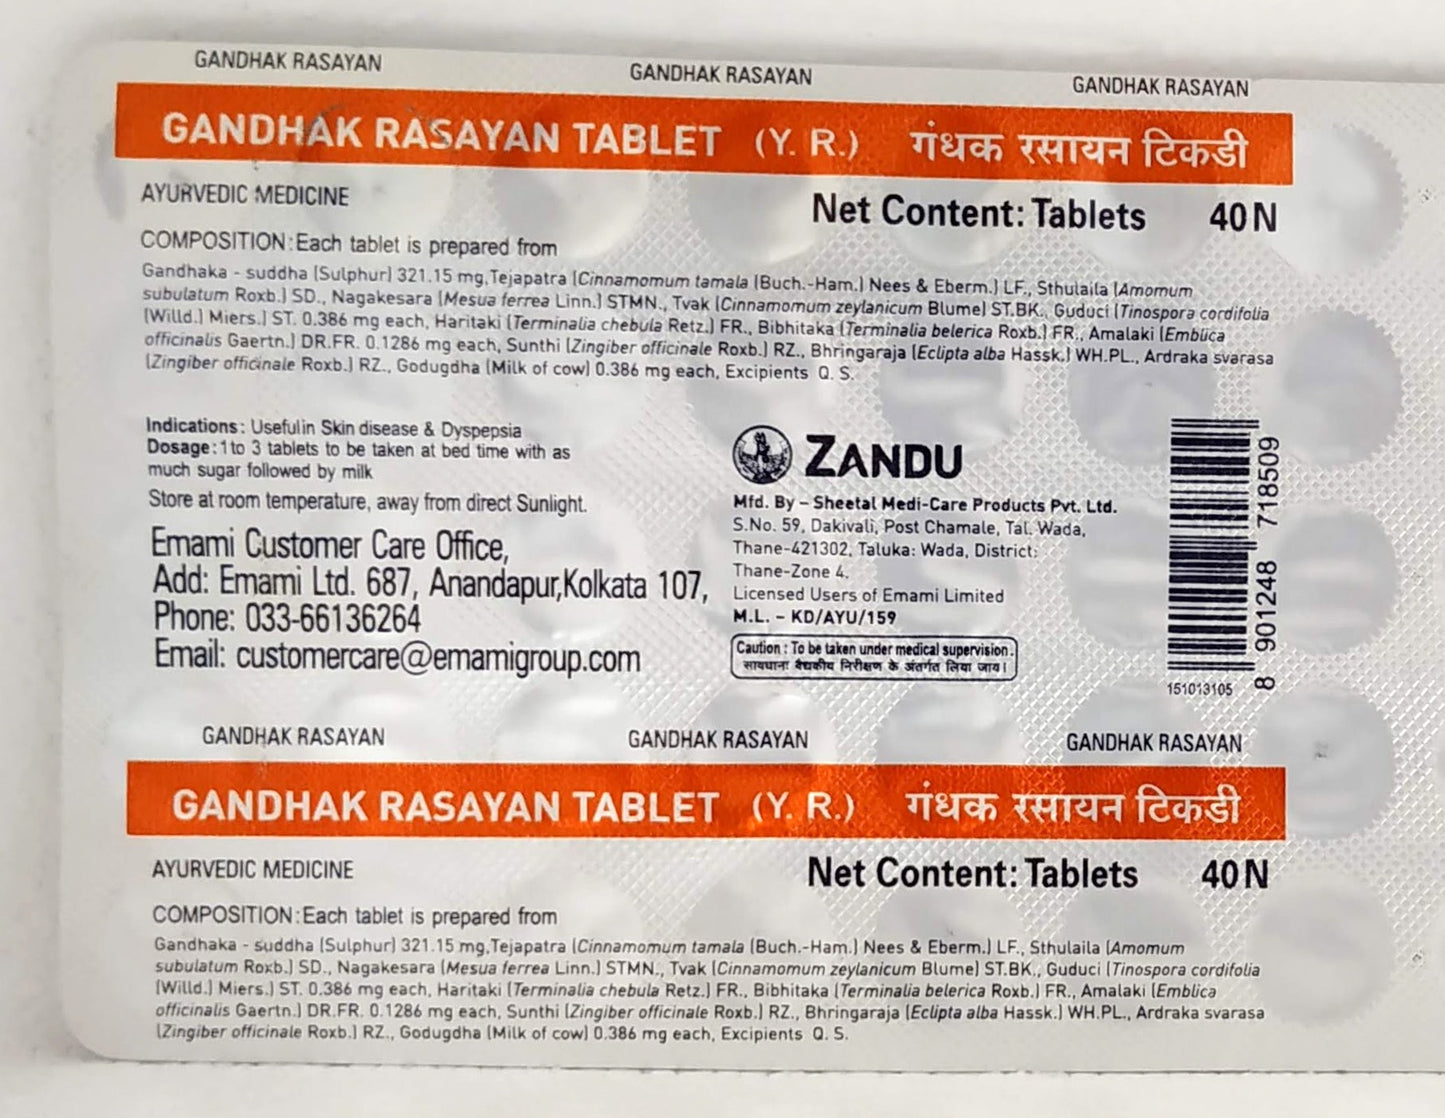 GANDHAK RASAYAN GANDHAK RASAYAN GANDHAK RASAYAN
GANDHAK RASAYAN TABLET (Y. R.) गंधक रसायन टिकडी
AYURVEDIC MEDICINE
Net Content: Tablets 40 N
COMPOSITION: Each tablet is prepared from
Gandhaka - suddha (Sulphur) 321.15 mg, Tejapatra (Cinnamomum tamala (Buch.-Ham.) Nees & Eberm.) LF., Sthulaila (Amomum
subulatum Roxb.) SD., Nagakesara (Mesua ferrea Linn.) STMN., Tvak (Cinnamomum zeylanicum Blume) ST.BK., Guduci (Tinospora cordifolia
(Willd.) Miers.) ST. 0.386 mg each, Haritaki (Terminalia chebula Retz.) FR., Bibhitaka (Terminalia belerica Roxb.) FR., Amalaki (Emblica
officinalis Gaertn.) DR.FR. 0.1286 mg each, Sunthi (Zingiber officinale Roxb.) RZ., Bhringaraja (Eclipta alba Hassk.) WH.PL., Ardraka svarasa
(Zingiber officinale Roxb.) RZ., Godugdha (Milk of cow) 0.386 mg each, Excipients Q. S.
Indications: Useful in Skin disease & Dyspepsia
Dosage: 1 to 3 tablets to be taken at bed time with as
much sugar followed by milk
Store at room temperature, away from direct Sunlight.
Emami Customer Care Office,
Add: Emami Ltd. 687, Anandapur, Kolkata 107,
Phone: 033-66136264
Email: customercare@emamigroup.com
ZANDU
Mfd. By – Sheetal Medi-Care Products Pvt. Ltd.
S.No. 59, Dakivali, Post Chamale, Tal. Wada,
Thane-421302, Taluka: Wada, District:
Thane-Zone 4.
Licensed Users of Emami Limited
M.L. – KD/AYU/159
Caution : To be taken under medical supervision.
वैद्यकीय निरीक्षण के अंतर्गत लिया जाय।
8 901248 718509
151013105
GANDHAK RASAYAN GANDHAK RASAYAN GANDHAK RASAYAN
GANDHAK RASAYAN TABLET (Y. R.) गंधक रसायन टिकडी
AYURVEDIC MEDICINE
Net Content: Tablets 40 N
COMPOSITION: Each tablet is prepared from
Gandhaka - suddha (Sulphur) 321.15 mg, Tejapatra (Cinnamomum tamala (Buch.-Ham.) Nees & Eberm.) LF., Sthulaila (Amomum
subulatum Roxb.) SD., Nagakesara (Mesua ferrea Linn.) STMN., Tvak (Cinnamomum zeylanicum Blume) ST.BK., Guduci (Tinospora cordifolia
(Willd.) Miers.) ST. 0.386 mg each, Haritaki (Terminalia chebula Retz.) FR., Bibhitaka (Terminalia belerica Roxb.) FR., Amalaki (Emblica
officinalis Gaertn.) DR.FR. 0.1286 mg each, Sunthi (Zingiber officinale Roxb.) RZ., Bhringaraja (Eclipta alba Hassk.) WH.PL., Ardraka svarasa
(Zingiber officinale Roxb.) RZ., Godugdha (Milk of cow) 0.386 mg each, Excipients Q. S.